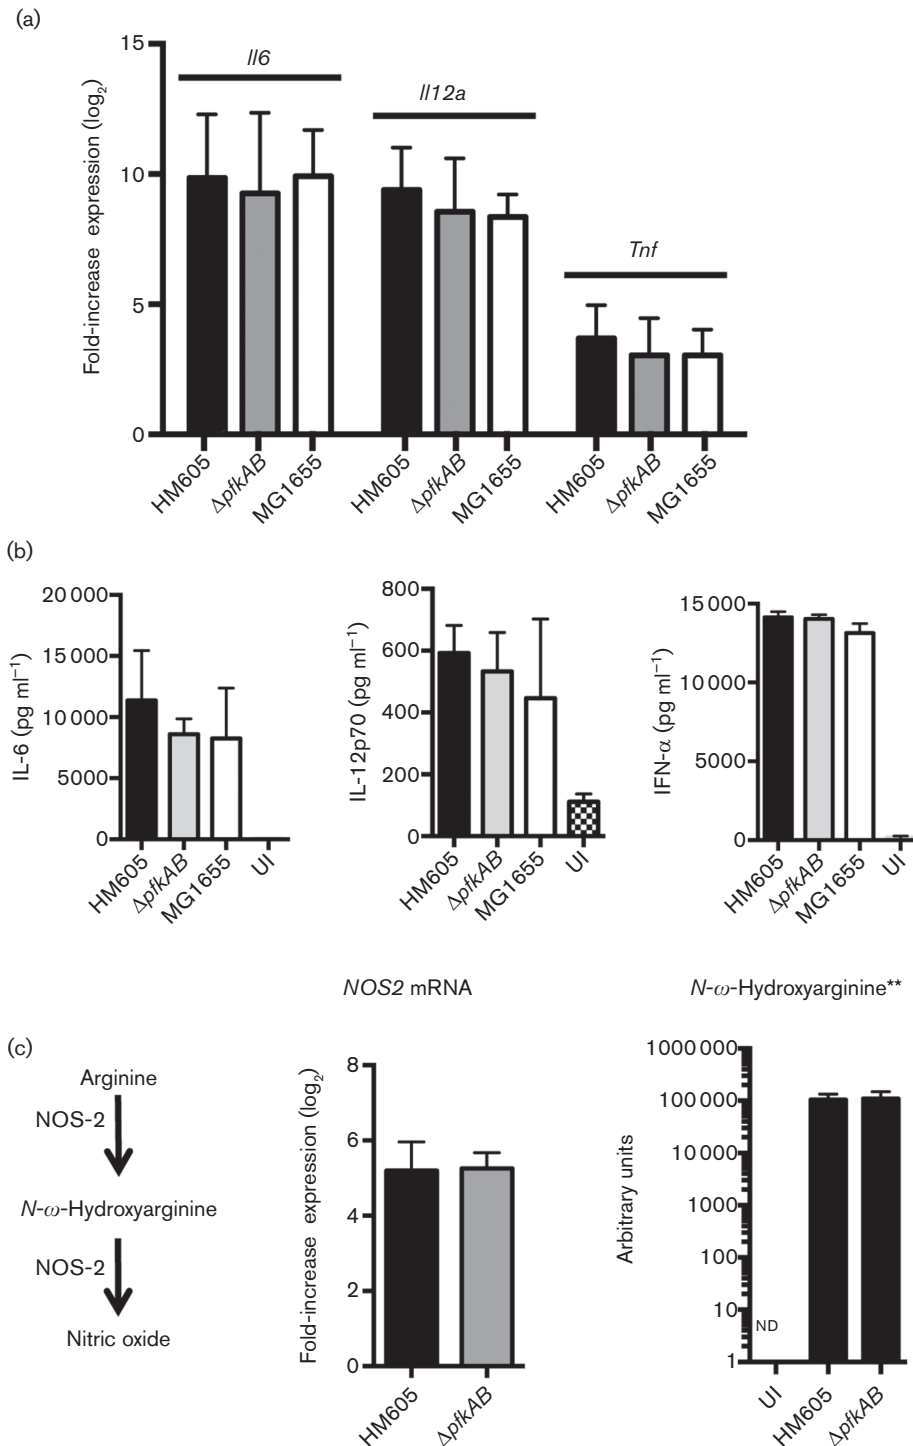 (a)
Fold-increase expression (log2)
15
10
5
0
Il6
Il12a
Tnf
HM605
ΔpfkAB
MG1655
HM605
ΔpfkAB
MG1655
HM605
ΔpfkAB
MG1655
(b)
IL-6 (pg ml−1)
20 000
15 000
10 000
5000
0
HM605
ΔpfkAB
MG1655
UI
IL-12p70 (pg ml−1)
800
600
400
200
0
HM605
ΔpfkAB
MG1655
UI
IFN-α (pg ml−1)
15 000
10 000
5000
0
HM605
ΔpfkAB
MG1655
UI
(c)
Arginine
NOS-2
N-ω-Hydroxyarginine
NOS-2
Nitric oxide
NOS2 mRNA
Fold-increase expression (log2)
8
6
4
2
0
HM605
ΔpfkAB
N-ω-Hydroxyarginine**
Arbitrary units
1000 000
100 000
10 000
1000
100
10
1
ND
UI
HM605
ΔpfkAB